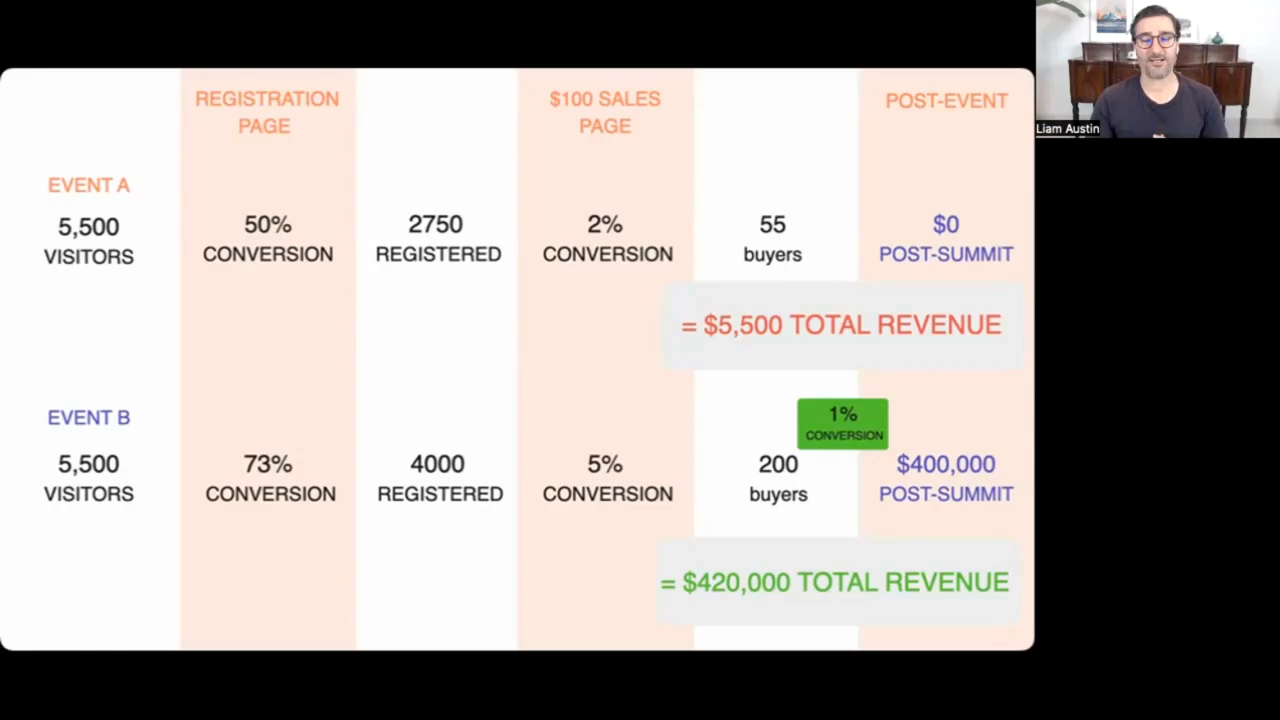 REGISTRATION
PAGE
$100 SALES
PAGE
POST-EVENT
Liam Austin
EVENT A
5,500
VISITORS
50%
CONVERSION
2750
REGISTERED
2%
CONVERSION
55
buyers
$0
POST-SUMMIT
= $5,500 TOTAL REVENUE
EVENT B
1%
CONVERSION
5,500
VISITORS
73%
CONVERSION
4000
REGISTERED
5%
CONVERSION
200
buyers
$400,000
POST-SUMMIT
= $420,000 TOTAL REVENUE